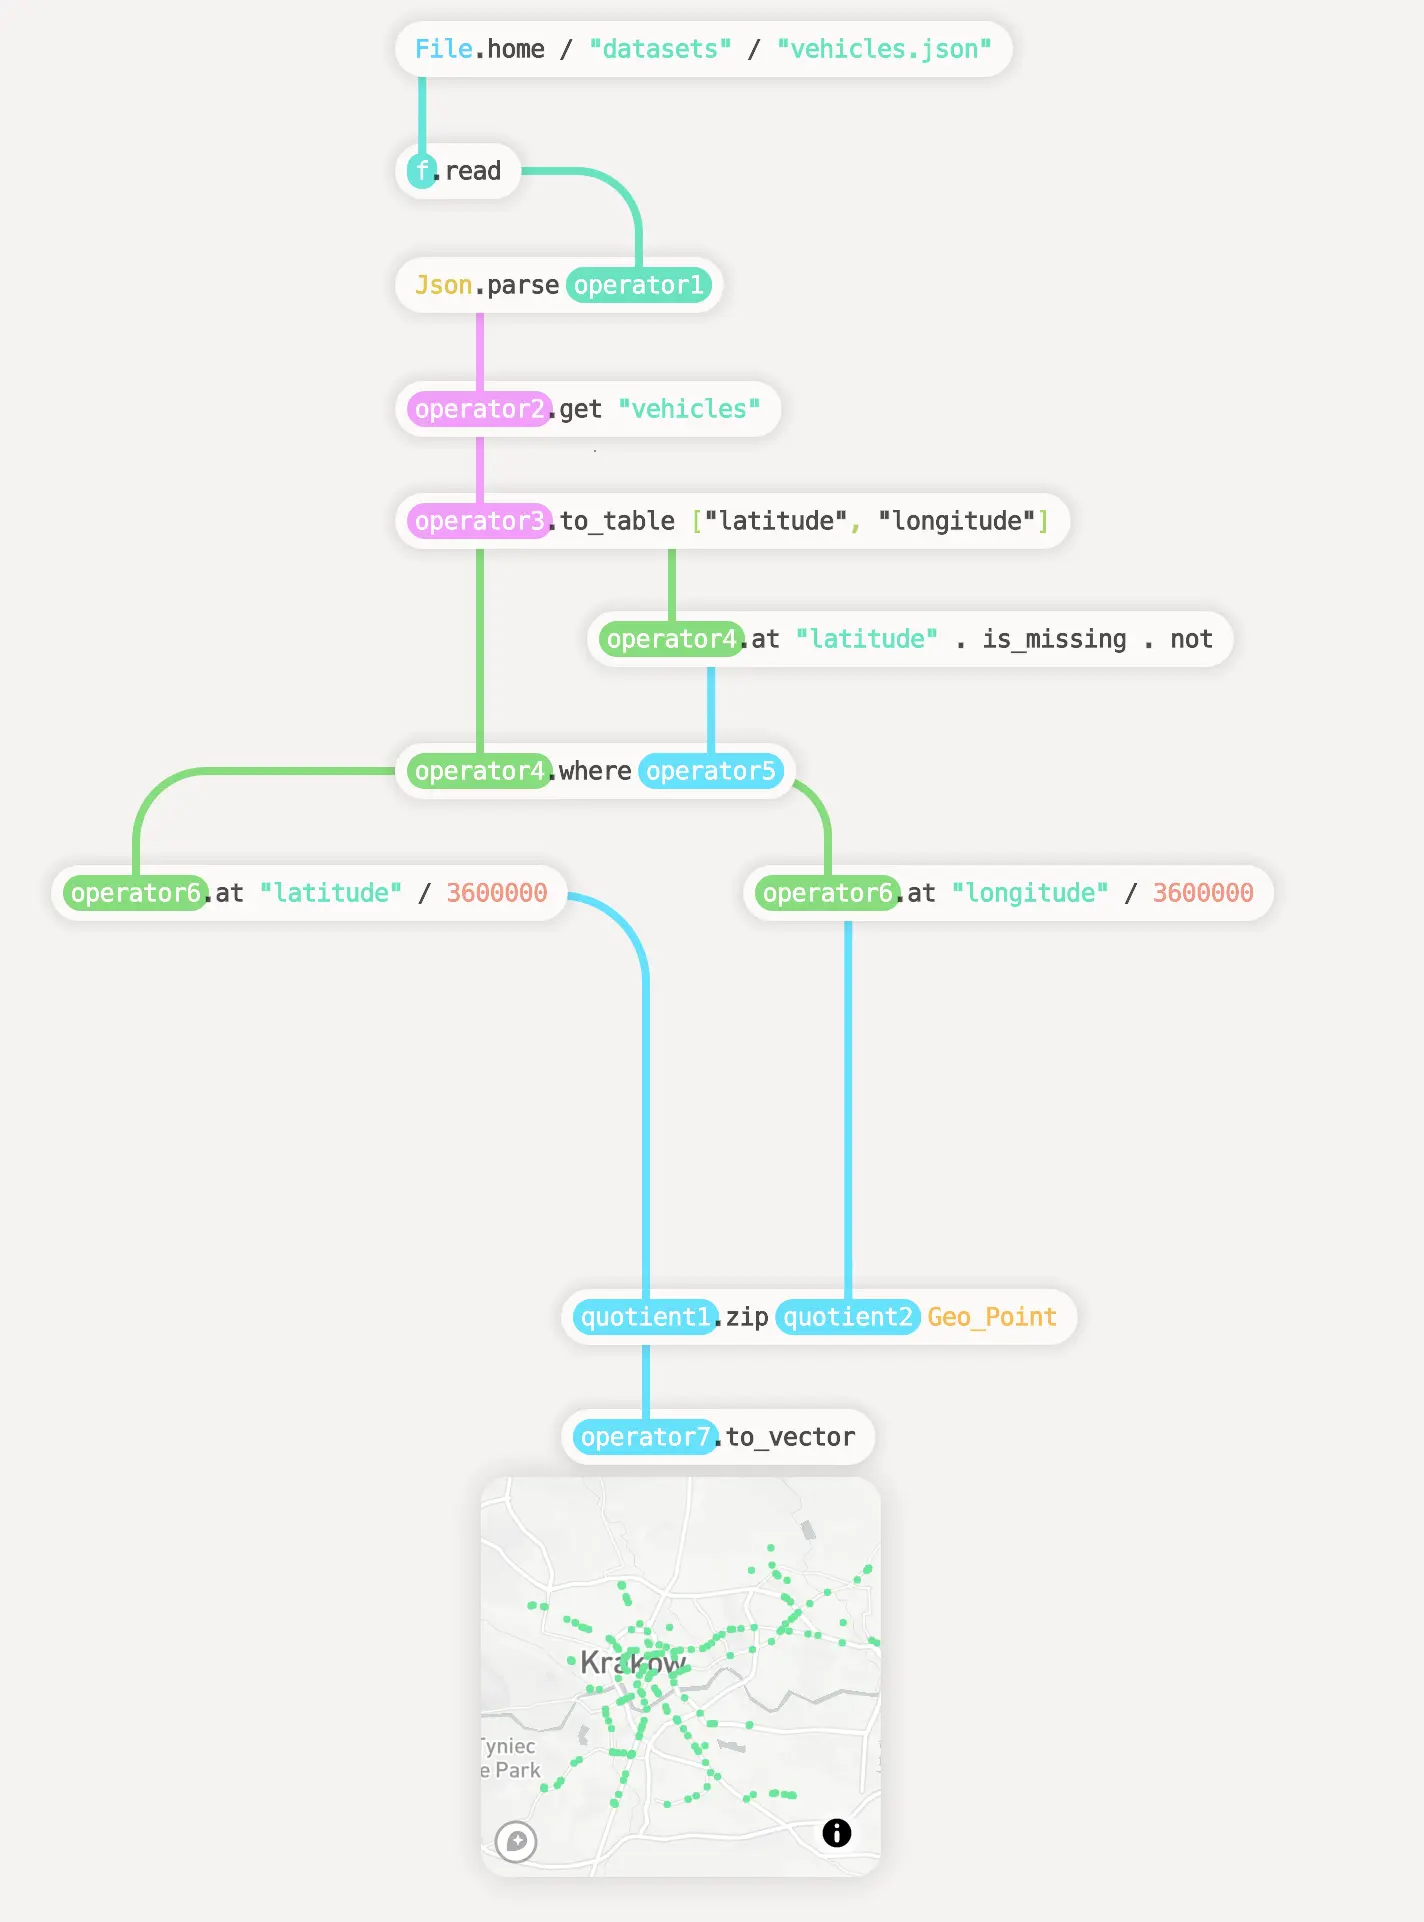 File.home / "datasets" / "vehicles.json"
f.read
Json.parse operator1
operator2.get "vehicles"
operator3.to_table ["latitude", "longitude"]
operator4.at "latitude" . is_missing . not
operator4.where operator5
operator6.at "latitude" / 3600000
operator6.at "longitude" / 3600000
quotient1.zip quotient2 Geo_Point
operator7.to_vector
Krakow
Tyniec
e Park